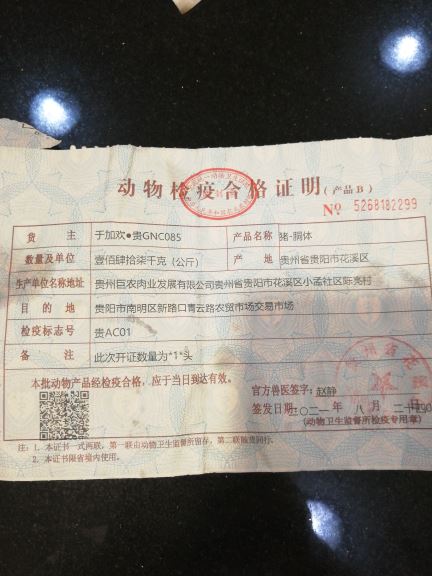 动物检疫合格证明(产品B)
№ 5268182299
货 主 于加欢●贵GNC085 产品名称 猪-胴体
数量及单位 壹佰肆拾柒千克(公斤) 产 地 贵州省贵阳市花溪区
生产单位名称地址 贵州巨农肉业发展有限公司贵州省贵阳市花溪区小孟社区陈亮村
目 的 地 贵阳市南明区新路口青云路农贸市场交易市场
检疫标志号 贵AC01
备 注 此次开证数量为*1*头
本批动物产品经检疫合格,应于当日到达有效。
官方兽医签字:赵静
签发日期:二〇二一年 八月 二十 日
(动物卫生监督所检疫专用章)
注:1.本证书一式两联,第一联由动物卫生监督所留存,第二联随货同行。
2.本证书限省境内使用。